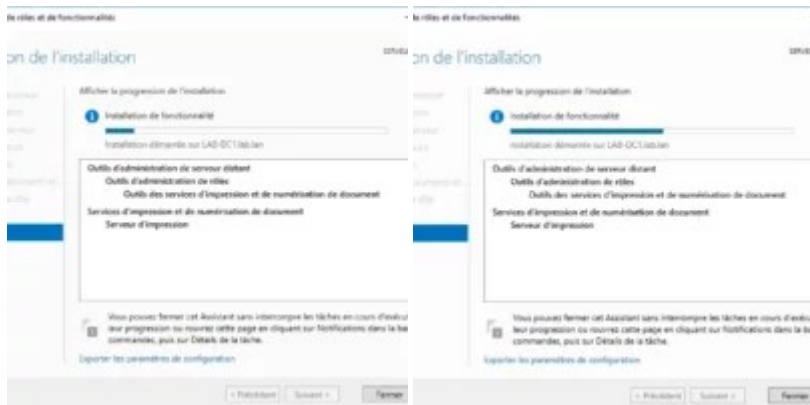 de rôles et de fonctionnalités
on de l'installation
Afficher la progression de l'installation
Installation de fonctionnalité
Installation démarrée sur LAB-DC1.lab.lan
Outils d'administration de serveur distant
Outils d'administration de rôles
Outils des services d'impression et de numérisation de document
Services d'impression et de numérisation de document
Serveur d'impression
Vous pouvez fermer cet Assistant sans interrompre les tâches en cours d'exécu
leur progression ou rouvrez cette page en cliquant sur Notifications dans la ba
commandes, puis sur Détails de la tâche.
Exporter les paramètres de configuration
< Précédent Suivant > Fermer
de rôles et de fonctionnalités
on de l'installation
Afficher la progression de l'installation
Installation de fonctionnalité
Installation démarrée sur LAB-DC1.lab.lan
Outils d'administration de serveur distant
Outils d'administration de rôles
Outils des services d'impression et de numérisation de document
Services d'impression et de numérisation de document
Serveur d'impression
Vous pouvez fermer cet Assistant sans interrompre les tâches en cours d'exécu
leur progression ou rouvrez cette page en cliquant sur Notifications dans la ba
commandes, puis sur Détails de la tâche.
Exporter les paramètres de configuration
< Précédent Suivant > Fermer